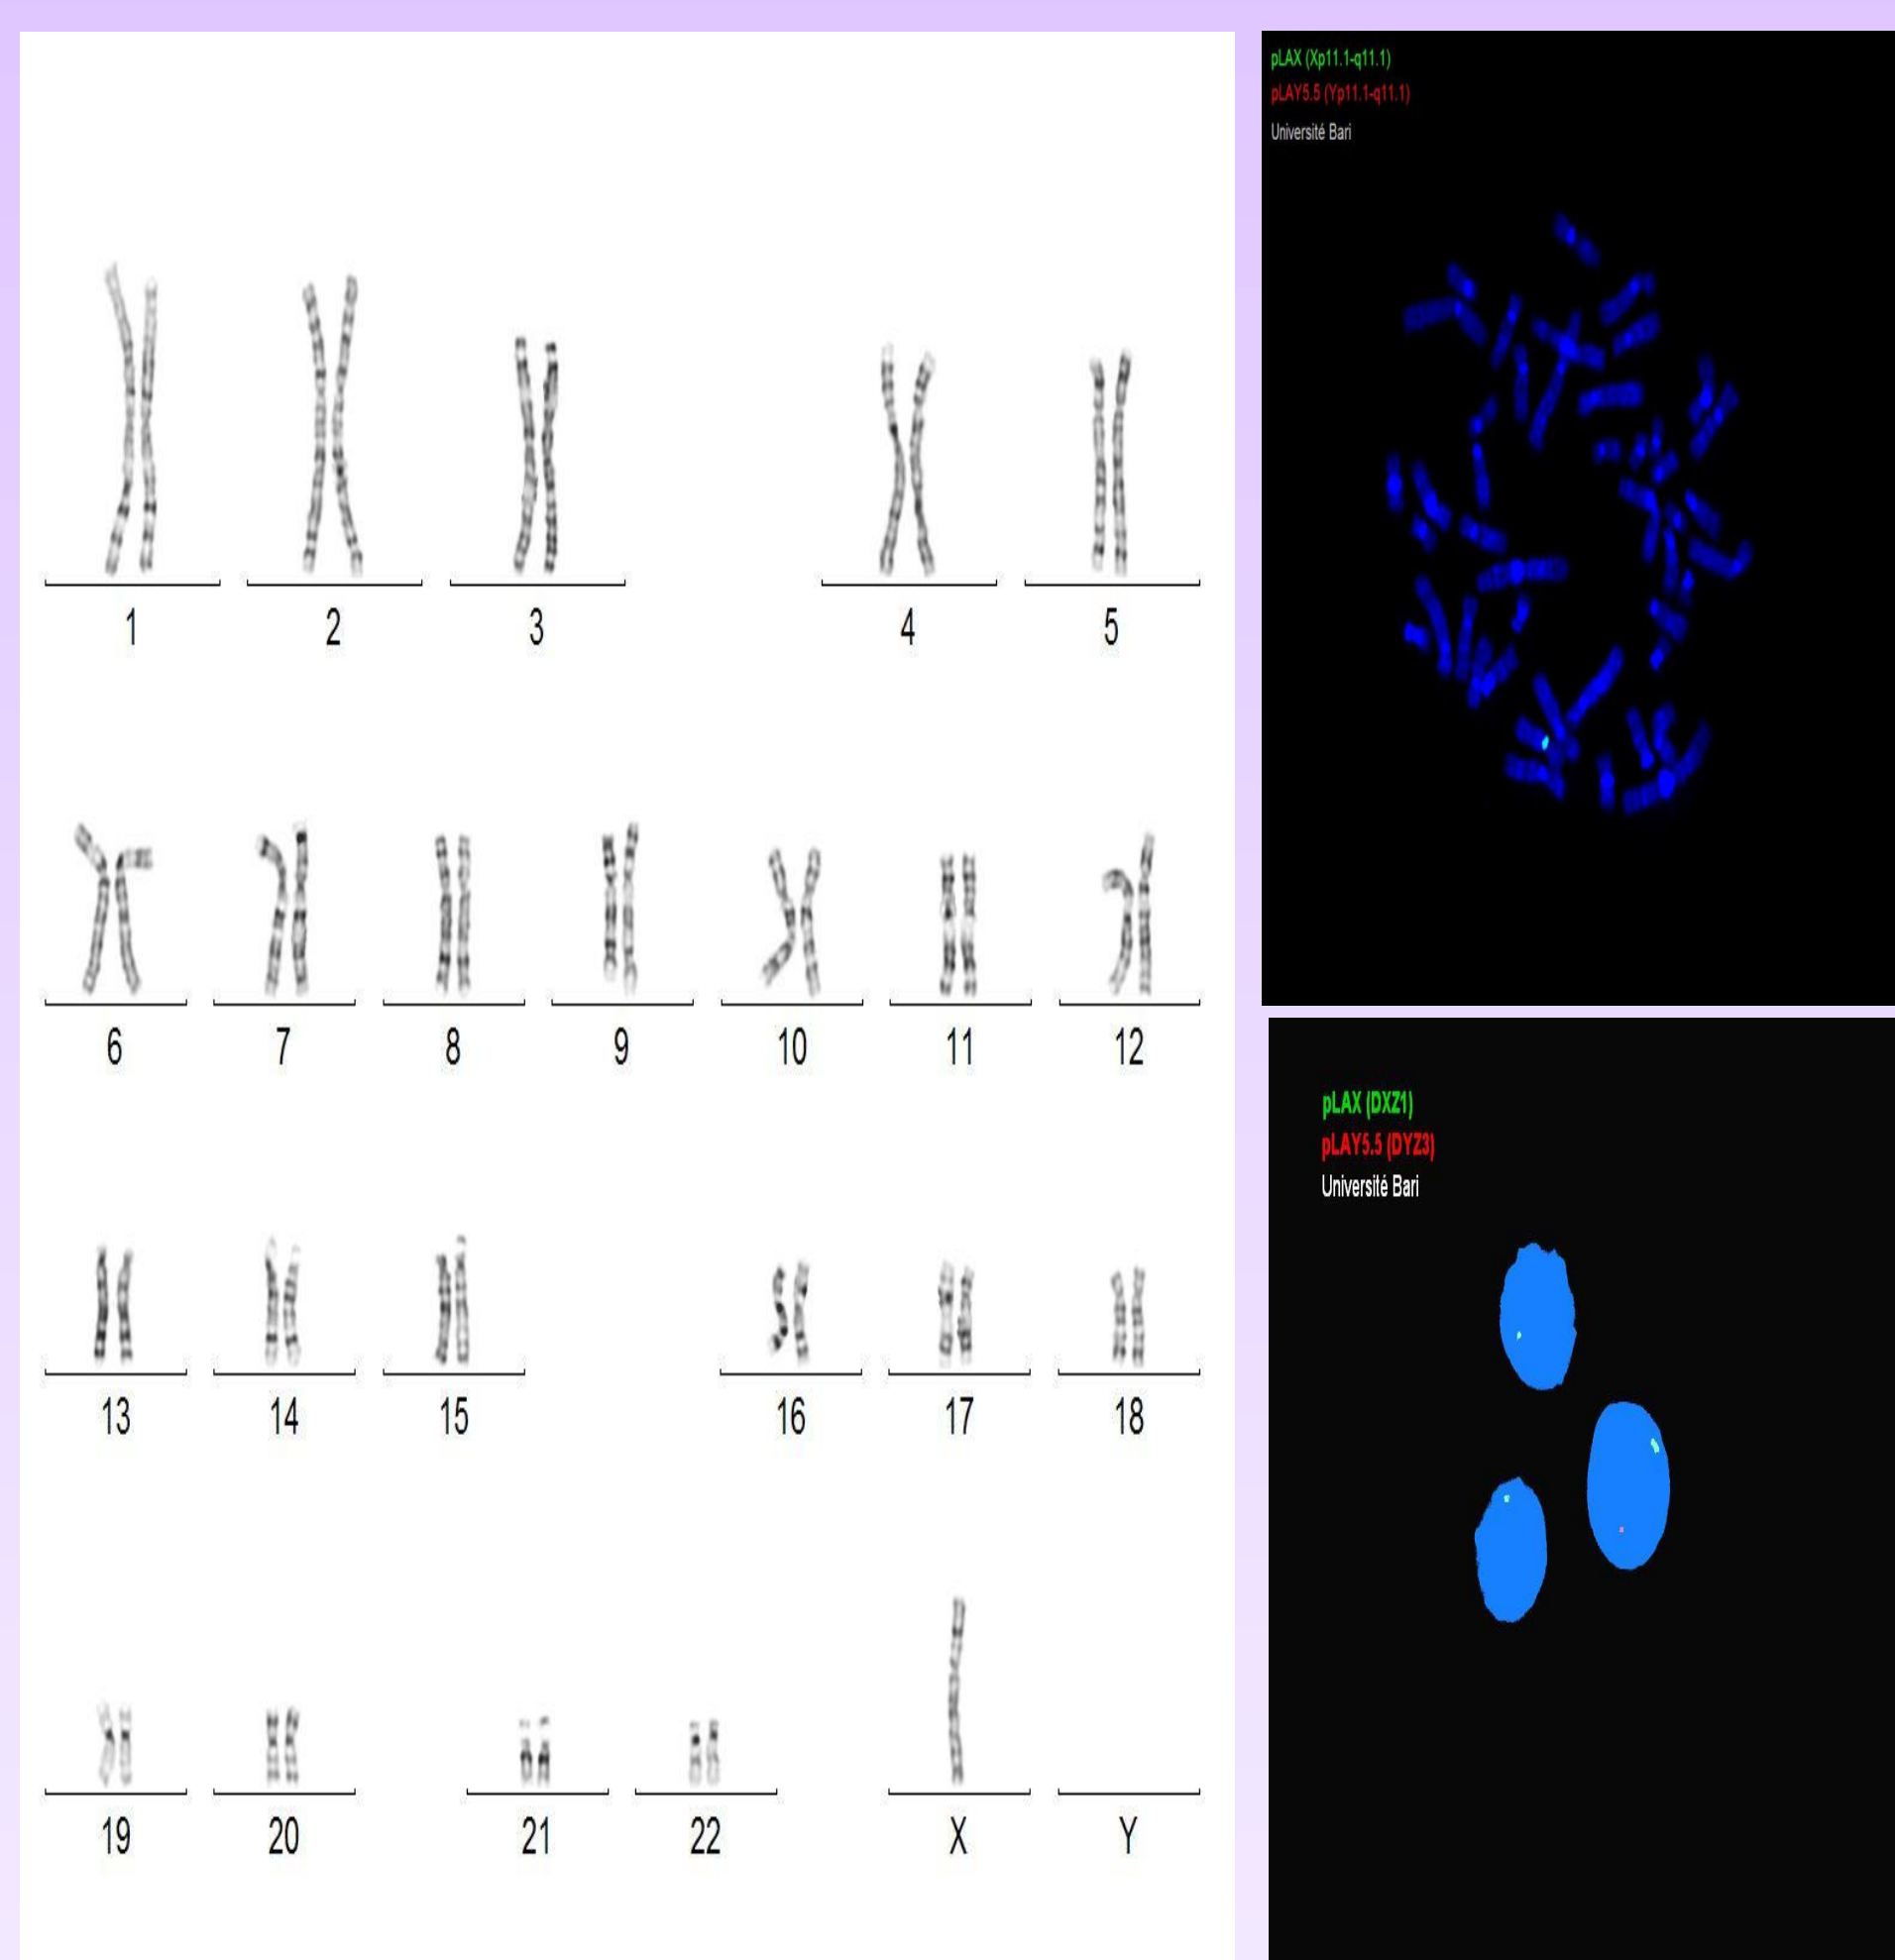 1 2 3 4 5
6 7 8 9 10 11 12
13 14 15 16 17 18
19 20 21 22 X Y
pLAX (Xp11.1-q11.1)
pLAY5.5 (Yp11.1-q11.1)
Université Bari
pLAX (DXZ1)
pLAY5.5 (DYZ3)
Université Bari